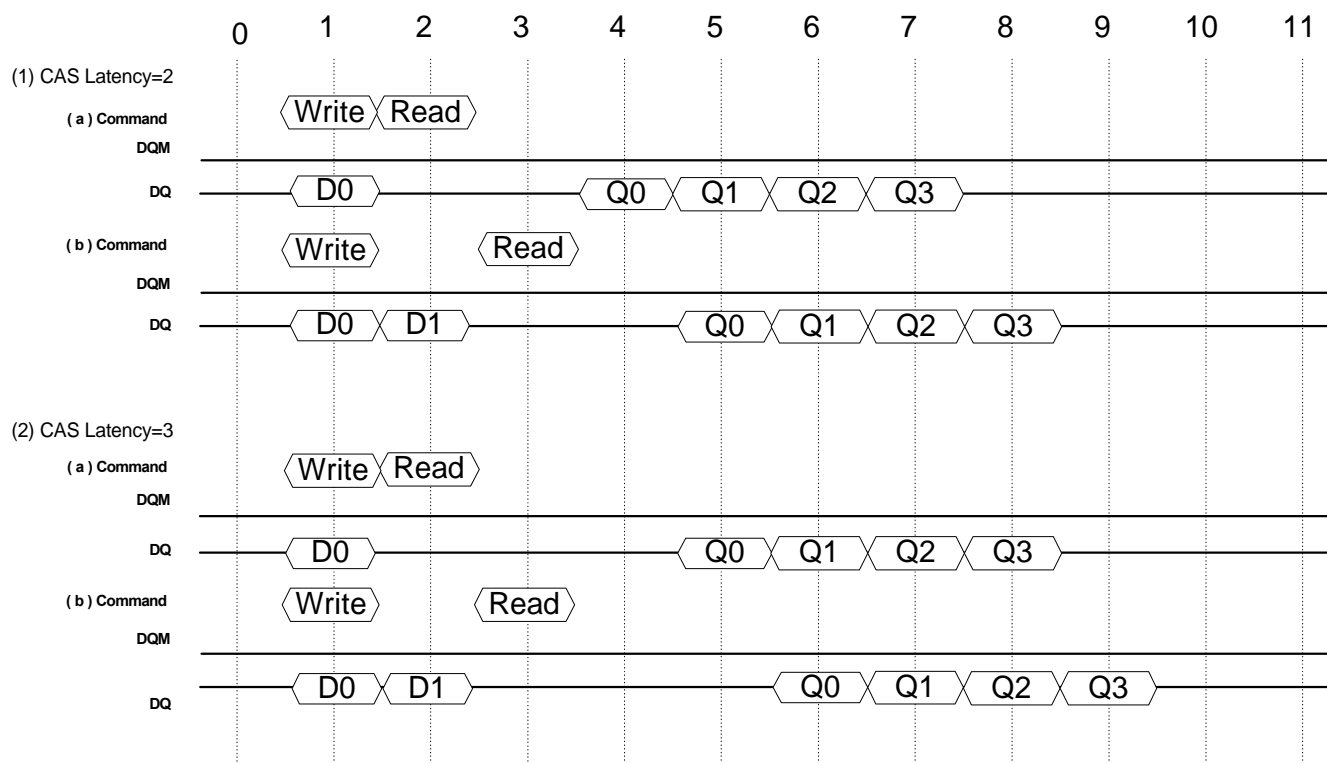 0 1 2 3 4 5 6 7 8 9 10 11
(1) CAS Latency=2
( a ) Command Write Read
DQM
DQ D0 Q0 Q1 Q2 Q3
( b ) Command Write Read
DQM
DQ D0 D1 Q0 Q1 Q2 Q3
(2) CAS Latency=3
( a ) Command Write Read
DQM
DQ D0 Q0 Q1 Q2 Q3
( b ) Command Write Read
DQM
DQ D0 D1 Q0 Q1 Q2 Q3